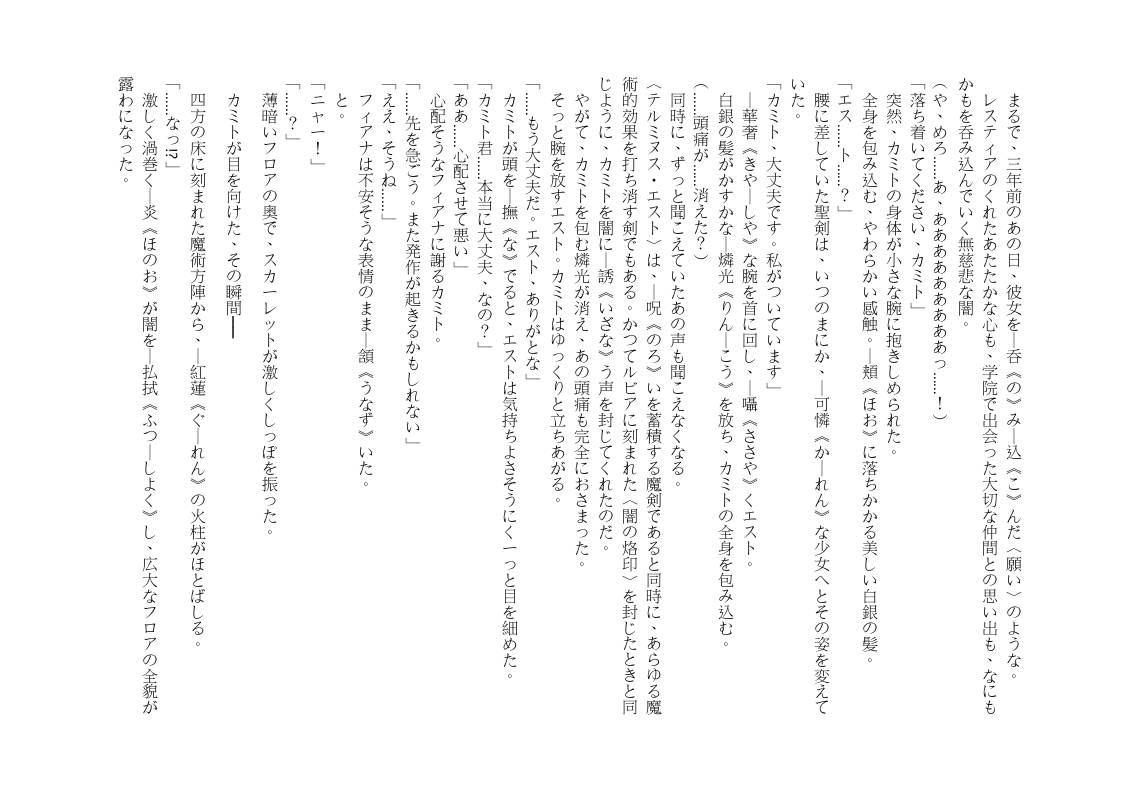 まるで、三年前のあの日、彼女を―呑《の》み―込《こ》んだ〈願い〉のような。
レスティアのくれたあたたかな心も、学院で出会った大切な仲間との思い出も、なにも
かもを呑み込んでいく無慈悲な闇。
(や、めろ……あ、ああああああああっ……！)
「落ち着いてください、カミト」
突然、カミトの身体が小さな腕に抱きしめられた。
全身を包み込む、やわらかい感触。―頬《ほお》に落ちかかる美しい白銀の髪。
「エス……ト……？」
腰に差していた聖剣は、いつのまにか、―可憐《か―れん》な少女へとその姿を変えて
いた。
「カミト、大丈夫です。私がついています」
―華奢《きや―しや》な腕を首に回し、―囁《ささや》くエスト。
白銀の髪がかすかな―燐光《りん―こう》を放ち、カミトの全身を包み込む。
(……頭痛が……消えた？)
同時に、ずっと聞こえていたあの声も聞こえなくなる。
〈テルミヌス・エスト〉は、―呪《のろ》いを蓄積する魔剣であると同時に、あらゆる魔
術的効果を打ち消す剣でもある。かつてルビアに刻まれた〈闇の烙印〉を封じたときと同
じように、カミトを闇に―誘《いざな》う声を封じてくれたのだ。
やがて、カミトを包む燐光が消え、あの頭痛も完全におさまった。
そっと腕を放すエスト。カミトはゆっくりと立ちあがる。
「……もう大丈夫だ。エスト、ありがとな」
カミトが頭を―撫《な》でると、エストは気持ちよさそうにくーっと目を細めた。
「カミト君……本当に大丈夫、なの？」
「ああ……心配させて悪い」
心配そうなフィアナに謝るカミト。
「……先を急ごう。また発作が起きるかもしれない」
「ええ、そうね……」
フィアナは不安そうな表情のまま―頷《うなず》いた。
と。
「ニャー！」
「……？」
薄暗いフロアの奥で、スカーレットが激しくしっぽを振った。
カミトが目を向けた、その瞬間――
四方の床に刻まれた魔術方陣から、―紅蓮《ぐ―れん》の火柱がほとばしる。
「……なっ!?」
激しく渦巻く―炎《ほのお》が闇を―払拭《ふつ―しよく》し、広大なフロアの全貌が
露わになった。